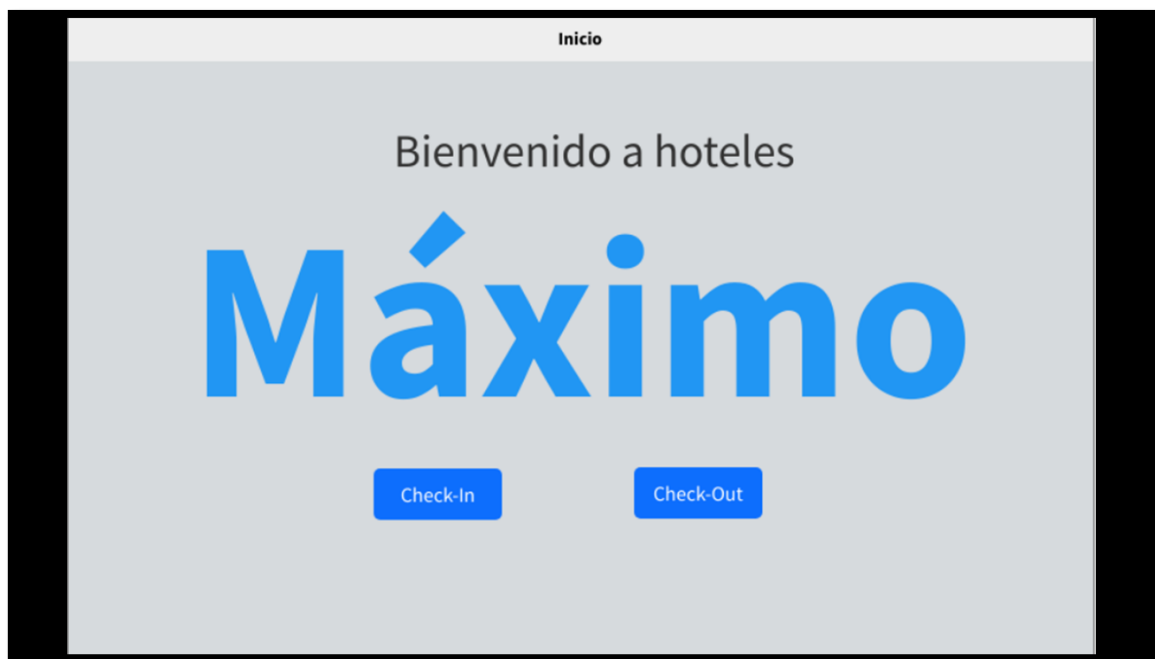 Inicio
Bienvenido a hoteles
Máximo
Check-In
Check-Out